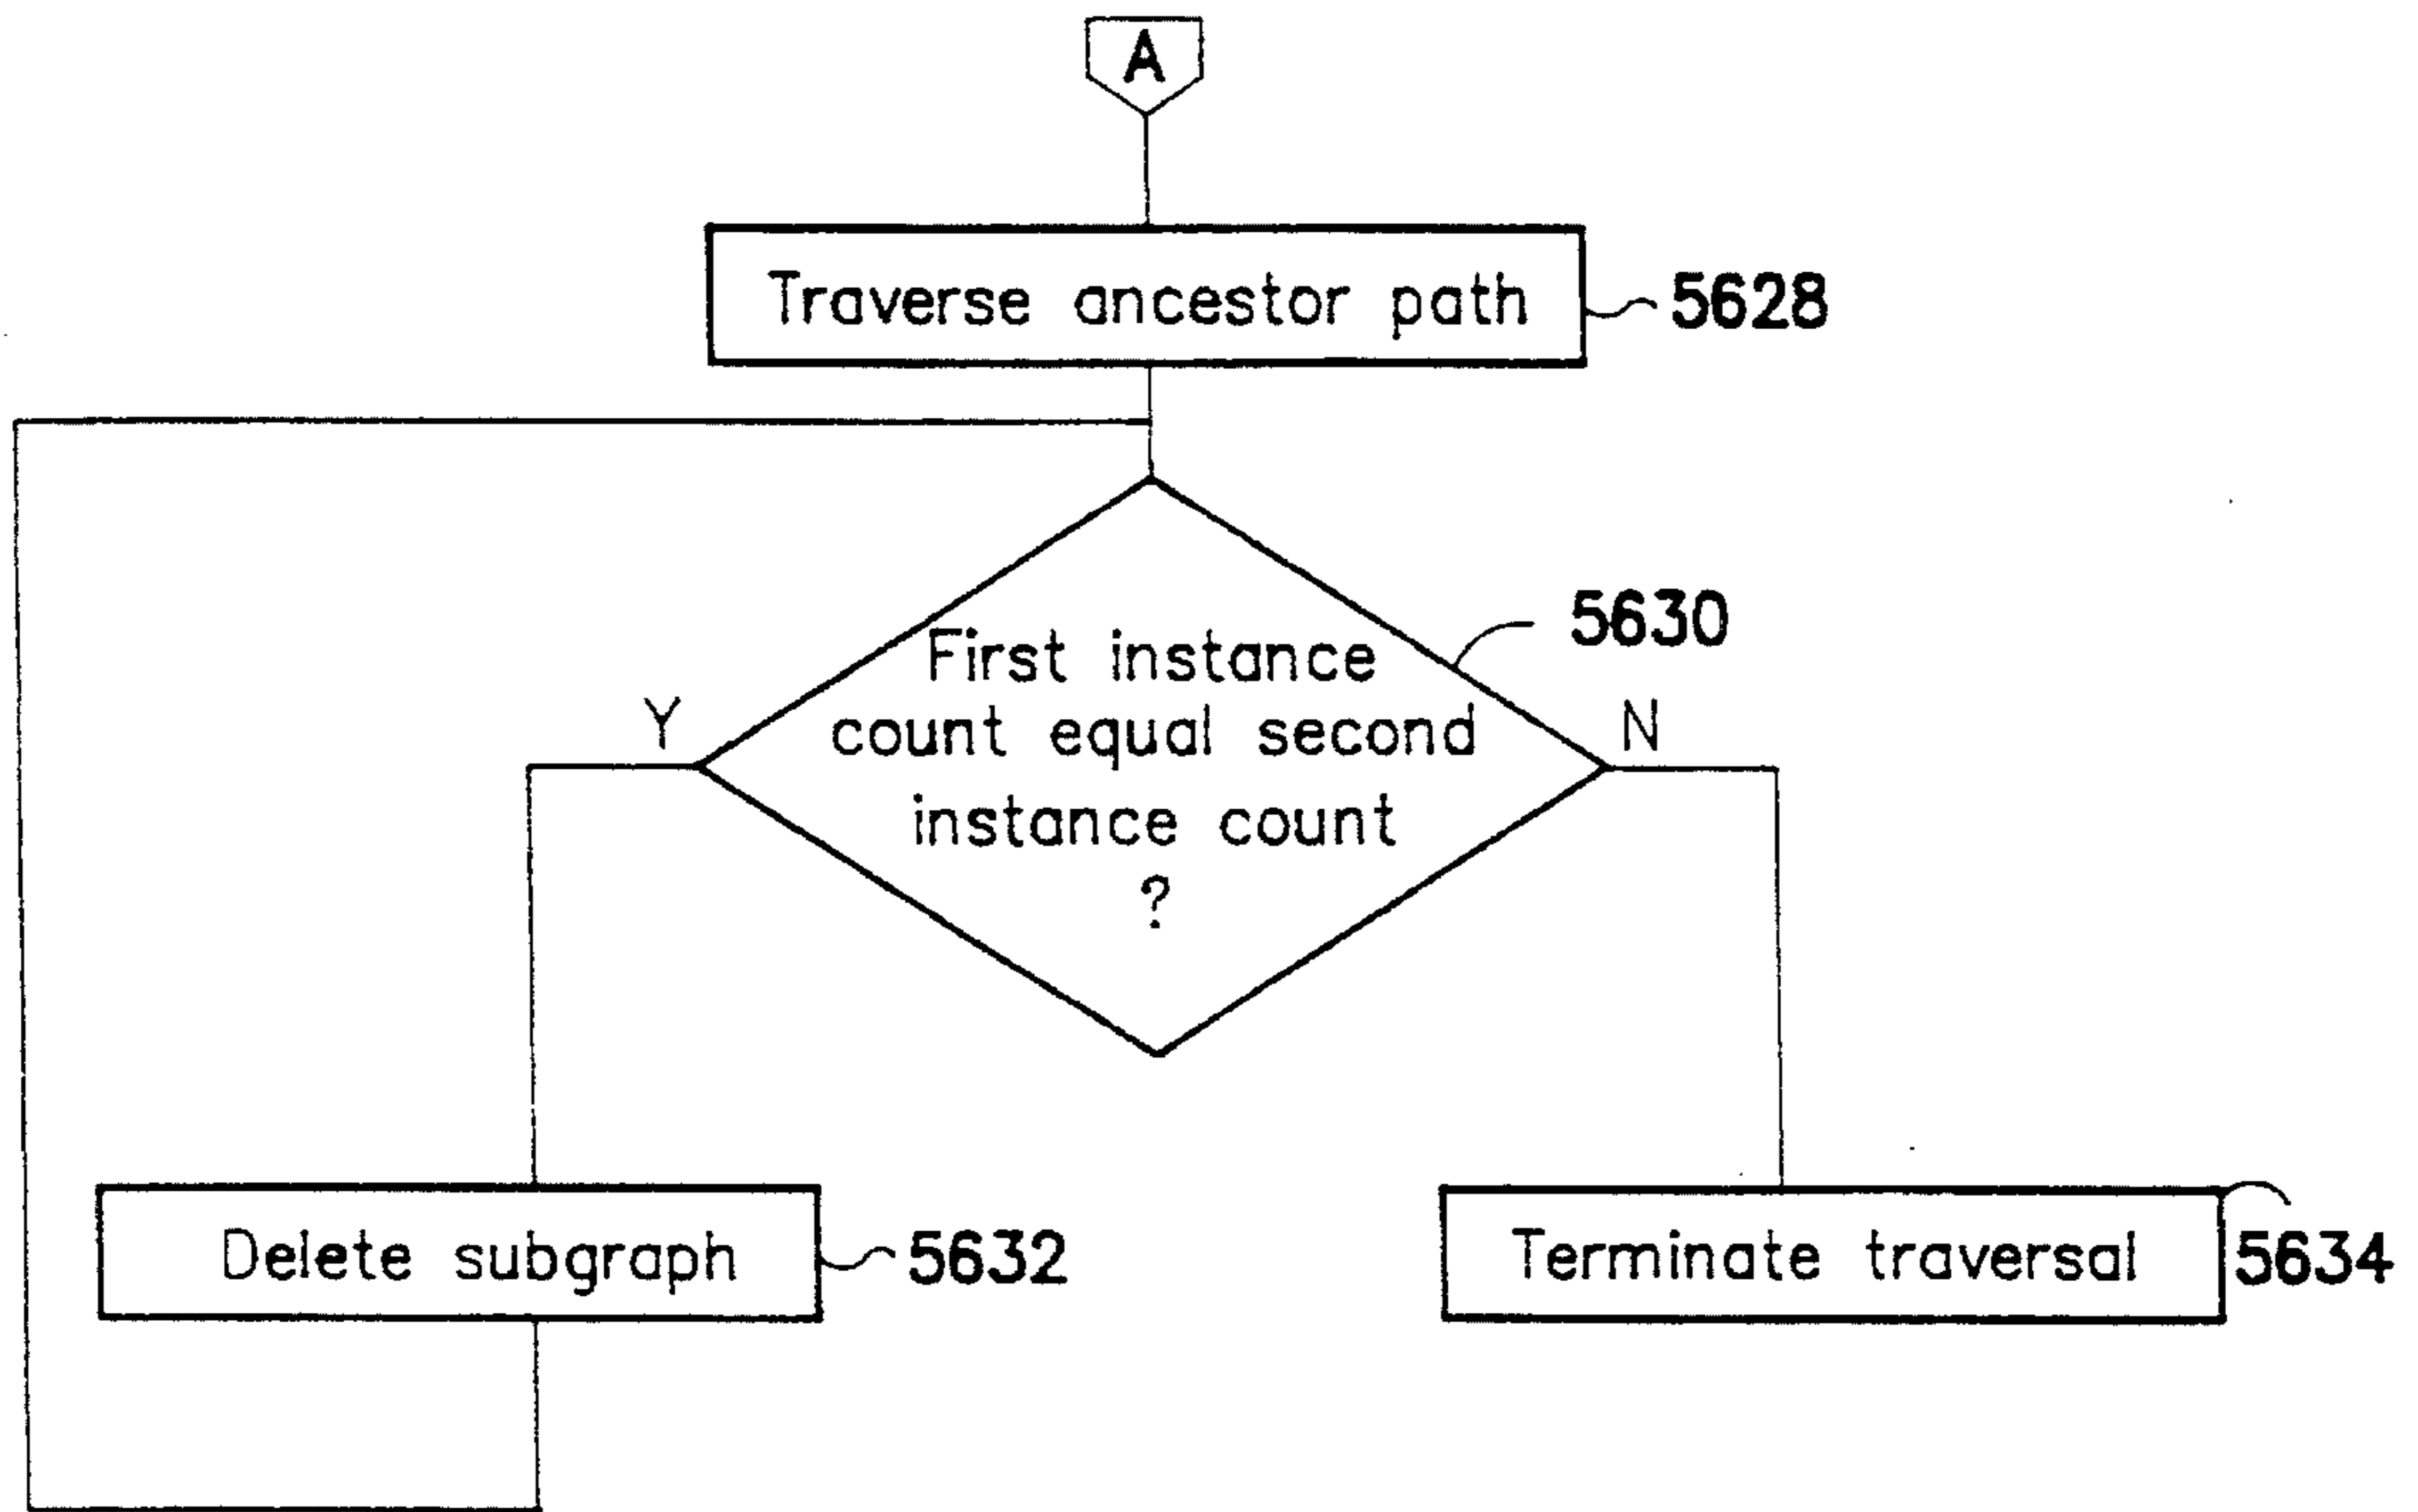 A
Traverse ancestor path
5628
5630
First instance
count equal second
instance count
?
Y
N
Delete subgraph
5632
Terminate traversal
5634